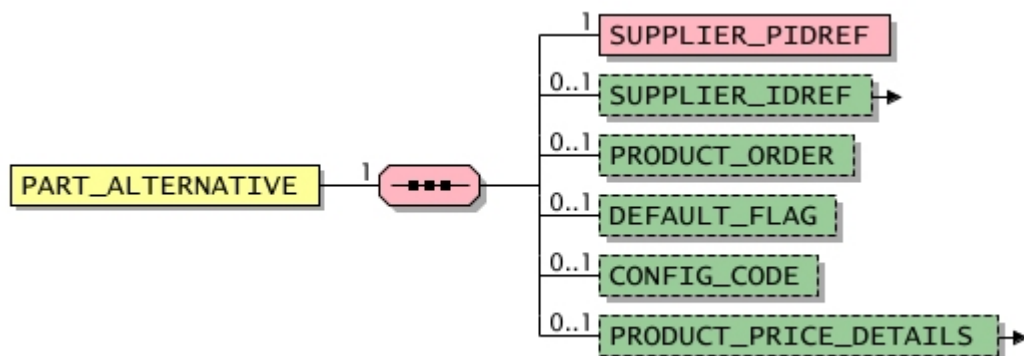 1
SUPPLIER_PIDREF
0..1
SUPPLIER_IDREF
0..1
PRODUCT_ORDER
PART_ALTERNATIVE
1
0..1
DEFAULT_FLAG
0..1
CONFIG_CODE
0..1
PRODUCT_PRICE_DETAILS